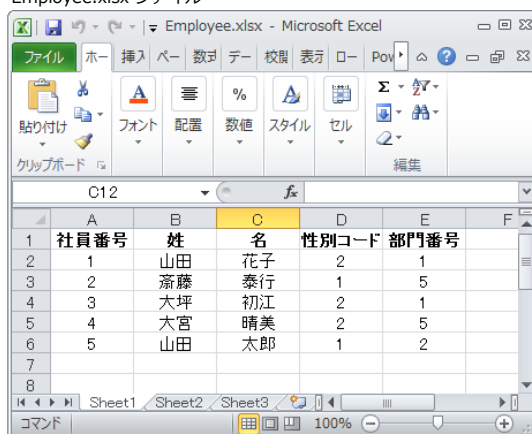 Employee.xlsx ファイル
Employee.xlsx - Microsoft Excel
ファイル ホー 挿入 ペー 数式 デー 校閲 表示 ロー Pov
貼り付け フォント 配置 数値 スタイル セル
クリップボード 編集
C12 fx
A B C D E F
1 社員番号 姓 名 性別コード 部門番号
2 1 山田 花子 2 1
3 2 斎藤 泰行 1 5
4 3 大坪 初江 2 1
5 4 大宮 晴美 2 5
6 5 山田 太郎 1 2
7
8
Sheet1 Sheet2 Sheet3
コマンド 100%